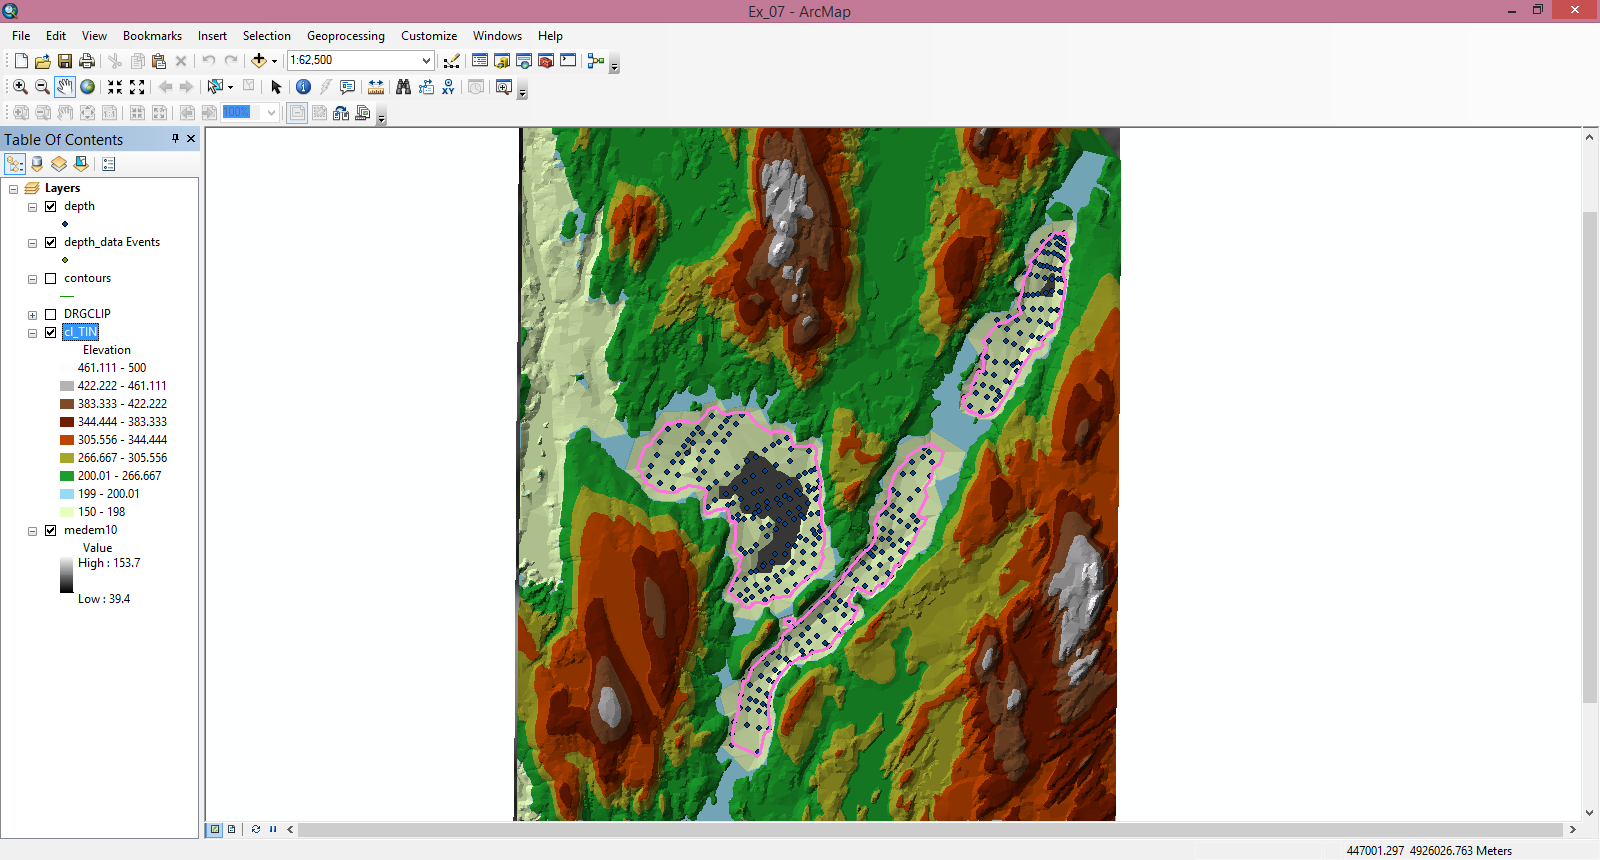 Ex_07 - ArcMap
File Edit View Bookmarks Insert Selection Geoprocessing Customize Windows Help
1:62,500
100%
Table Of Contents
Layers
depth
depth_data Events
contours
DRGCLIP
cl_TIN
Elevation
461.111 - 500
422.222 - 461.111
383.333 - 422.222
344.444 - 383.333
305.556 - 344.444
266.667 - 305.556
200.01 - 266.667
199 - 200.01
150 - 198
medem10
Value
High : 153.7
Low : 39.4
447001.297 4926026.763 Meters